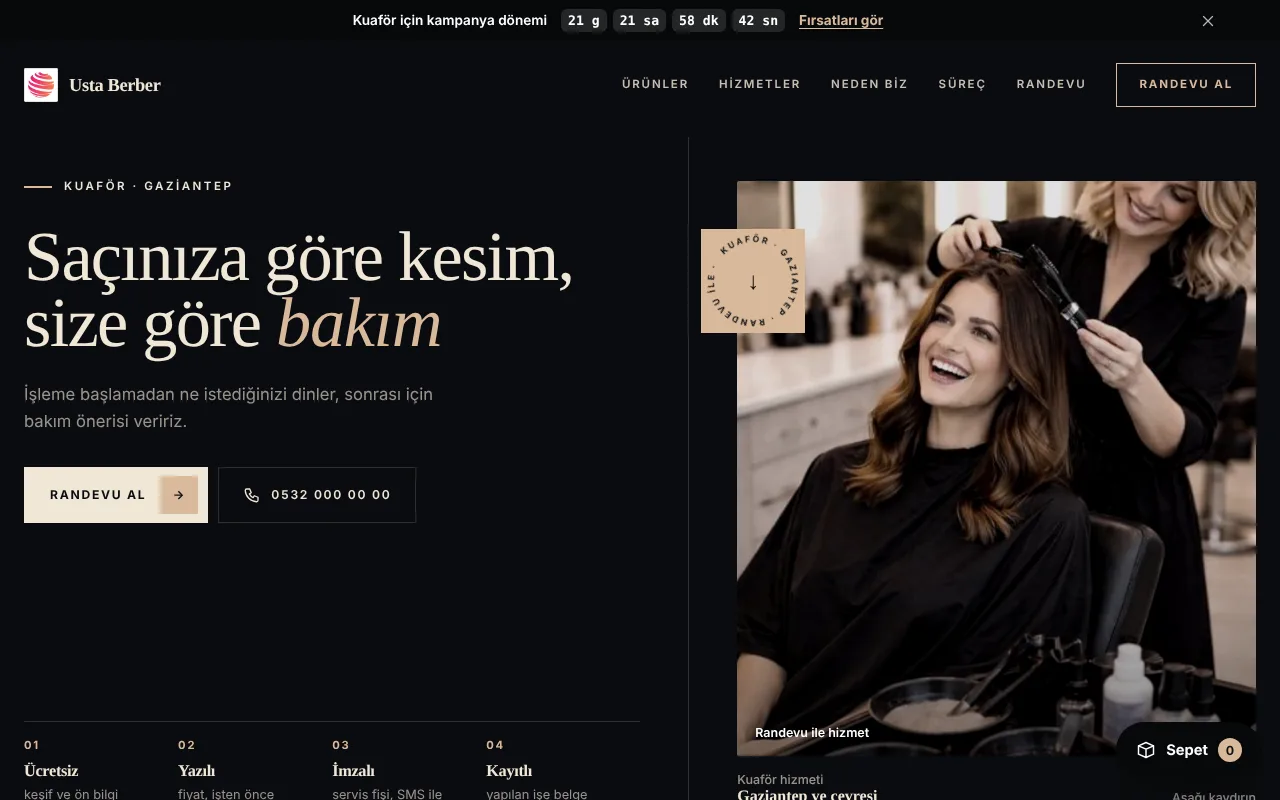 Kuaför için kampanya dönemi 21 g 21 sa 58 dk 42 sn Fırsatları gör
Usta Berber
ÜRÜNLER HİZMETLER NEDEN BİZ SÜREÇ RANDEVU RANDEVU AL
KUAFÖR · GAZİANTEP
Saçınıza göre kesim,
size göre bakım
İşleme başlamadan ne istediğinizi dinler, sonrası için
bakım önerisi veririz.
RANDEVU AL →
0532 000 00 00
KUAFÖR · GAZİANTEP · RANDEVU İLE ·
↓
Randevu ile hizmet
Sepet 0
Kuaför hizmeti
Gaziantep ve çevresi
Aşağı kaydırın
01 02 03 04
Ücretsiz Yazılı İmzalı Kayıtlı
keşif ve ön bilgi fiyat, işten önce servis fişi, SMS ile yapılan işe belge